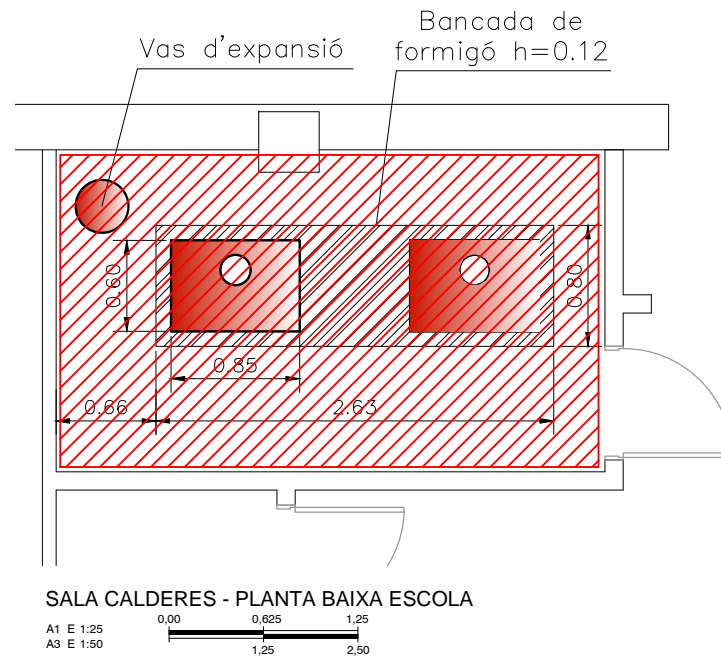 Vas d'expansió
Bancada de
formigó h=0.12
0.60
0.80
0.85
0.66
2.63
SALA CALDERES - PLANTA BAIXA ESCOLA
A1 E 1:25
A3 E 1:50
0,00 0,625 1,25
1,25 2,50